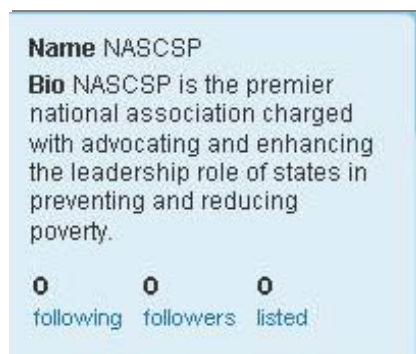 Name NASCSP
Bio NASCSP is the premier
national association charged
with advocating and enhancing
the leadership role of states in
preventing and reducing
poverty.
0 0 0
following followers listed